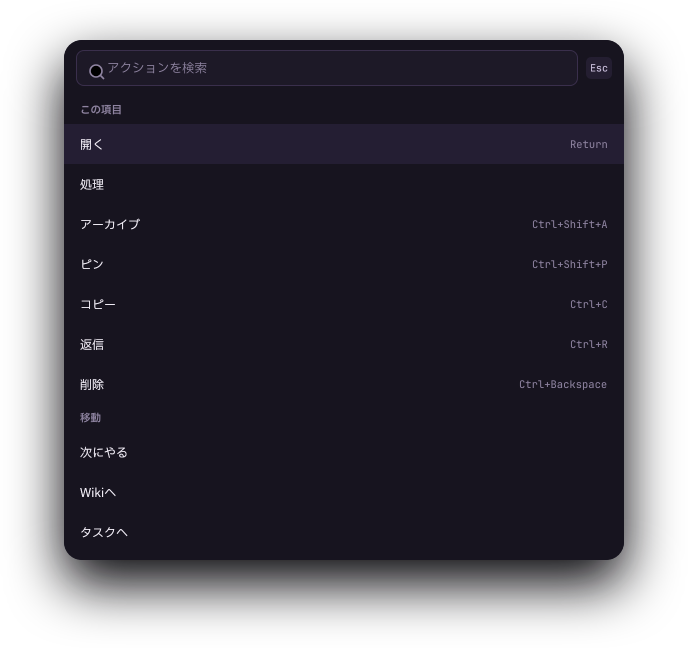 アクションを検索 Esc
この項目
開く Return
処理
アーカイブ Ctrl+Shift+A
ピン Ctrl+Shift+P
コピー Ctrl+C
返信 Ctrl+R
削除 Ctrl+Backspace
移動
次にやる
Wikiへ
タスクへ